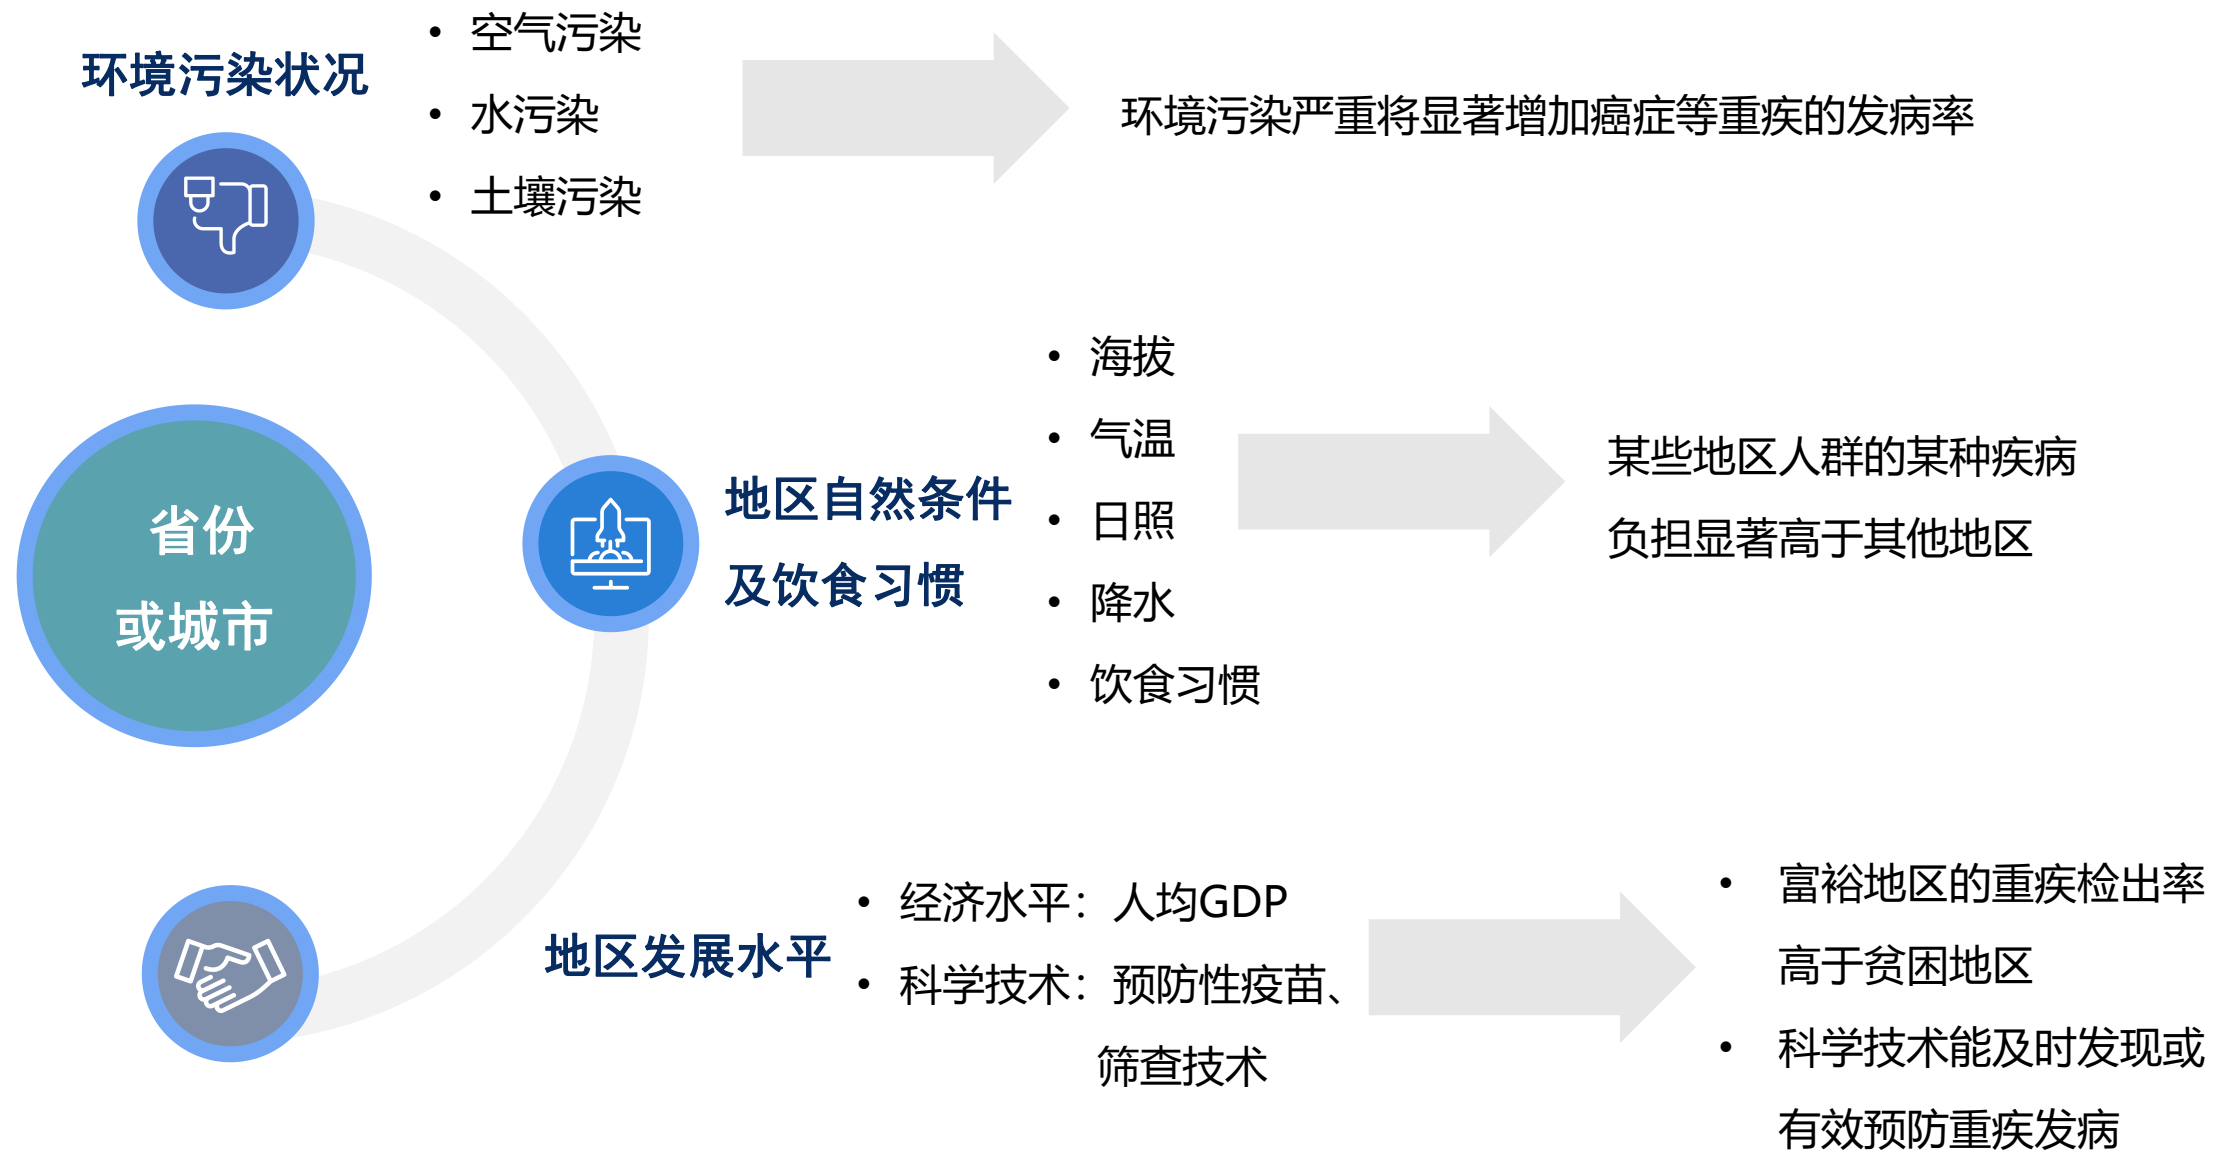 环境污染状况
• 空气污染
• 水污染
• 土壤污染
环境污染严重将显著增加癌症等重疾的发病率
省份
或城市
地区自然条件
及饮食习惯
• 海拔
• 气温
• 日照
• 降水
• 饮食习惯
某些地区人群的某种疾病
负担显著高于其他地区
地区发展水平
• 经济水平：人均GDP
• 科学技术：预防性疫苗、
筛查技术
• 富裕地区的重疾检出率
高于贫困地区
• 科学技术能及时发现或
有效预防重疾发病